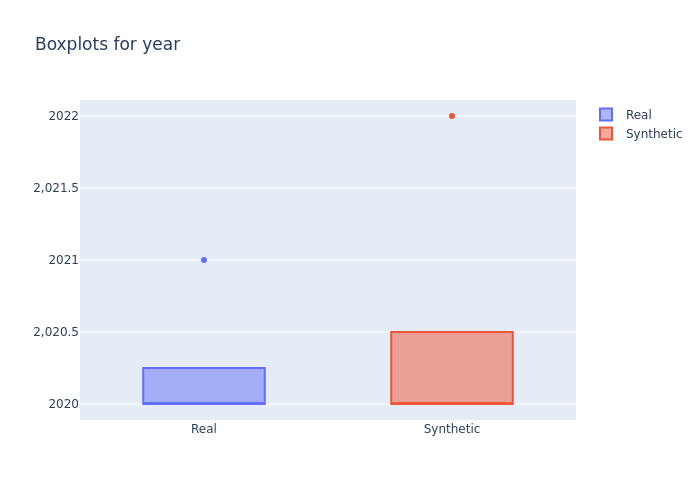 Boxplots for year
2022
2,021.5
2021
2,020.5
2020
Real
Synthetic
Real
Synthetic